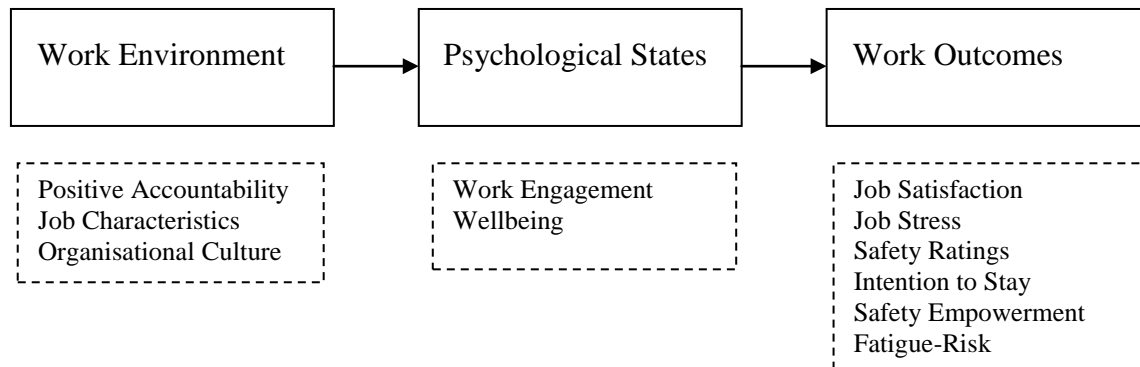 Work Environment
Psychological States
Work Outcomes
Positive Accountability
Job Characteristics
Organisational Culture
Work Engagement
Wellbeing
Job Satisfaction
Job Stress
Safety Ratings
Intention to Stay
Safety Empowerment
Fatigue-Risk